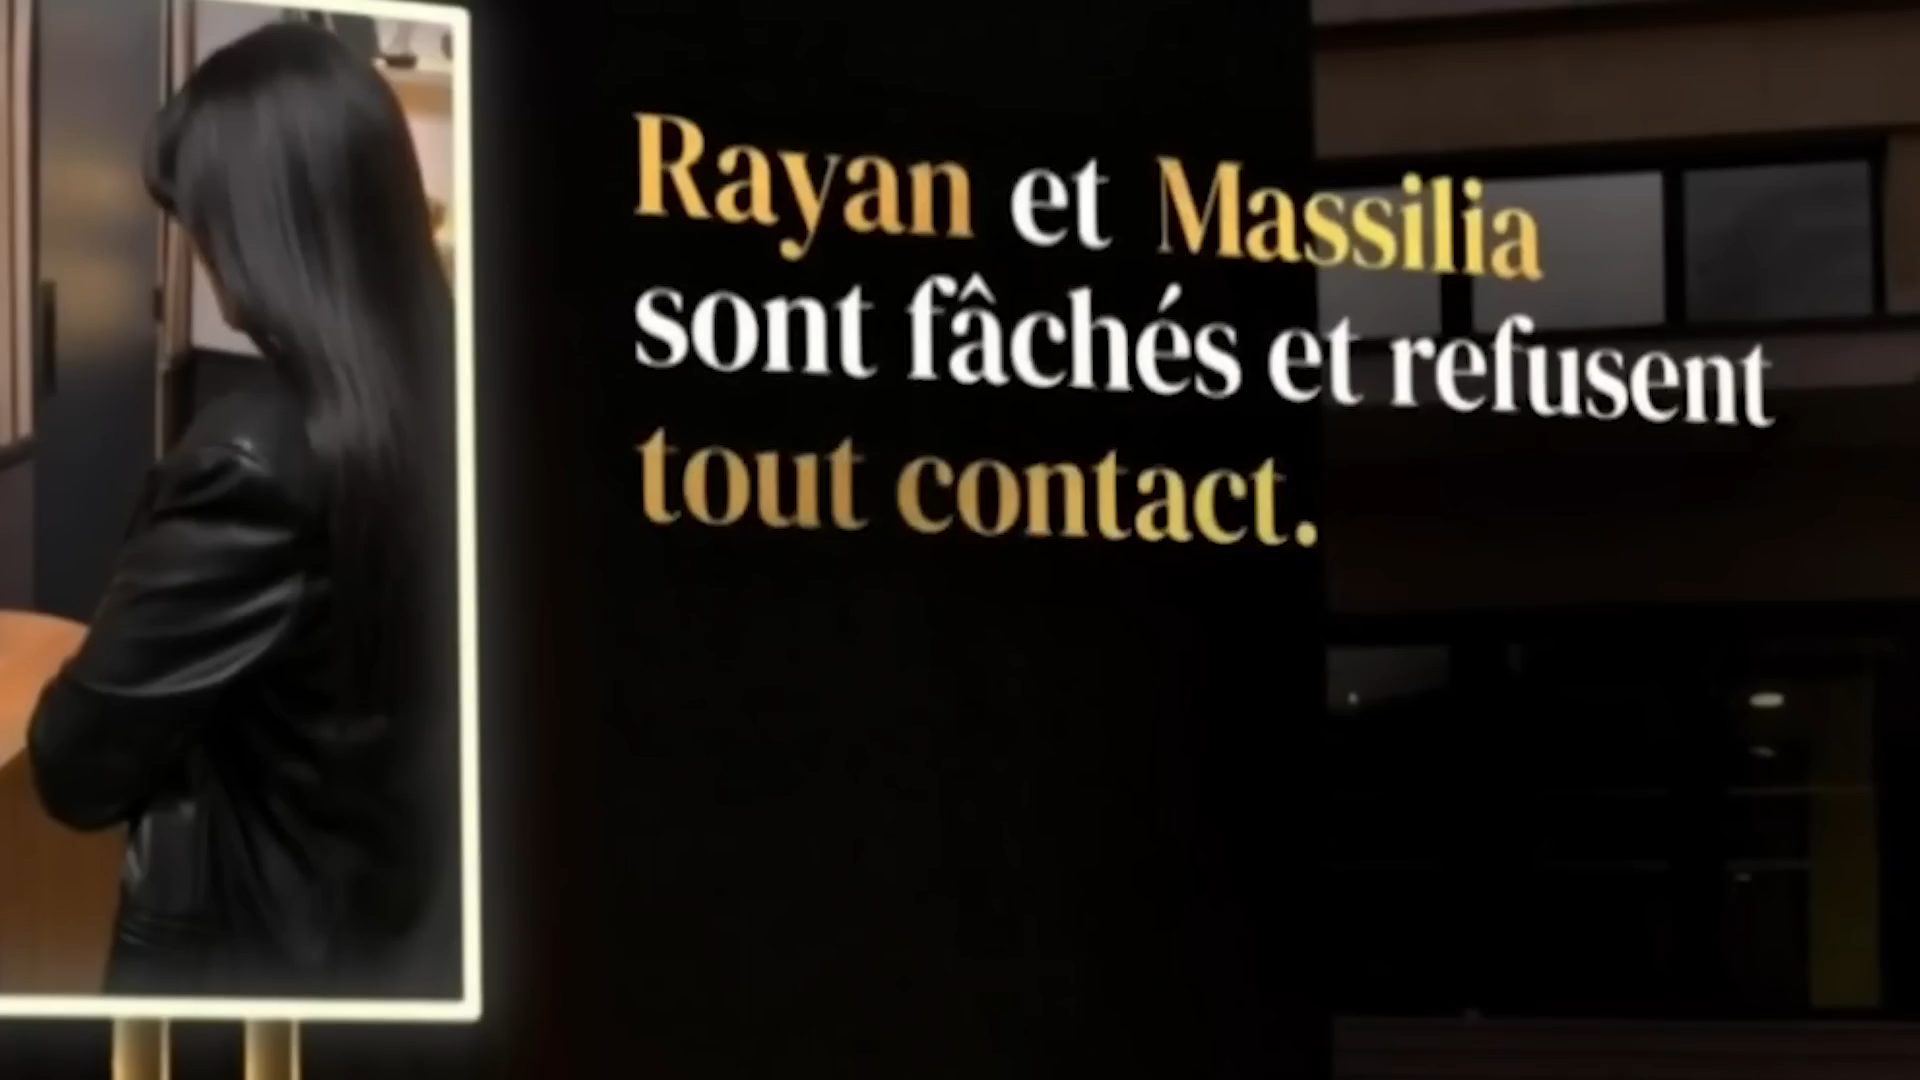 Rayan et Massilia
sont fâchés et refusent
tout contact.